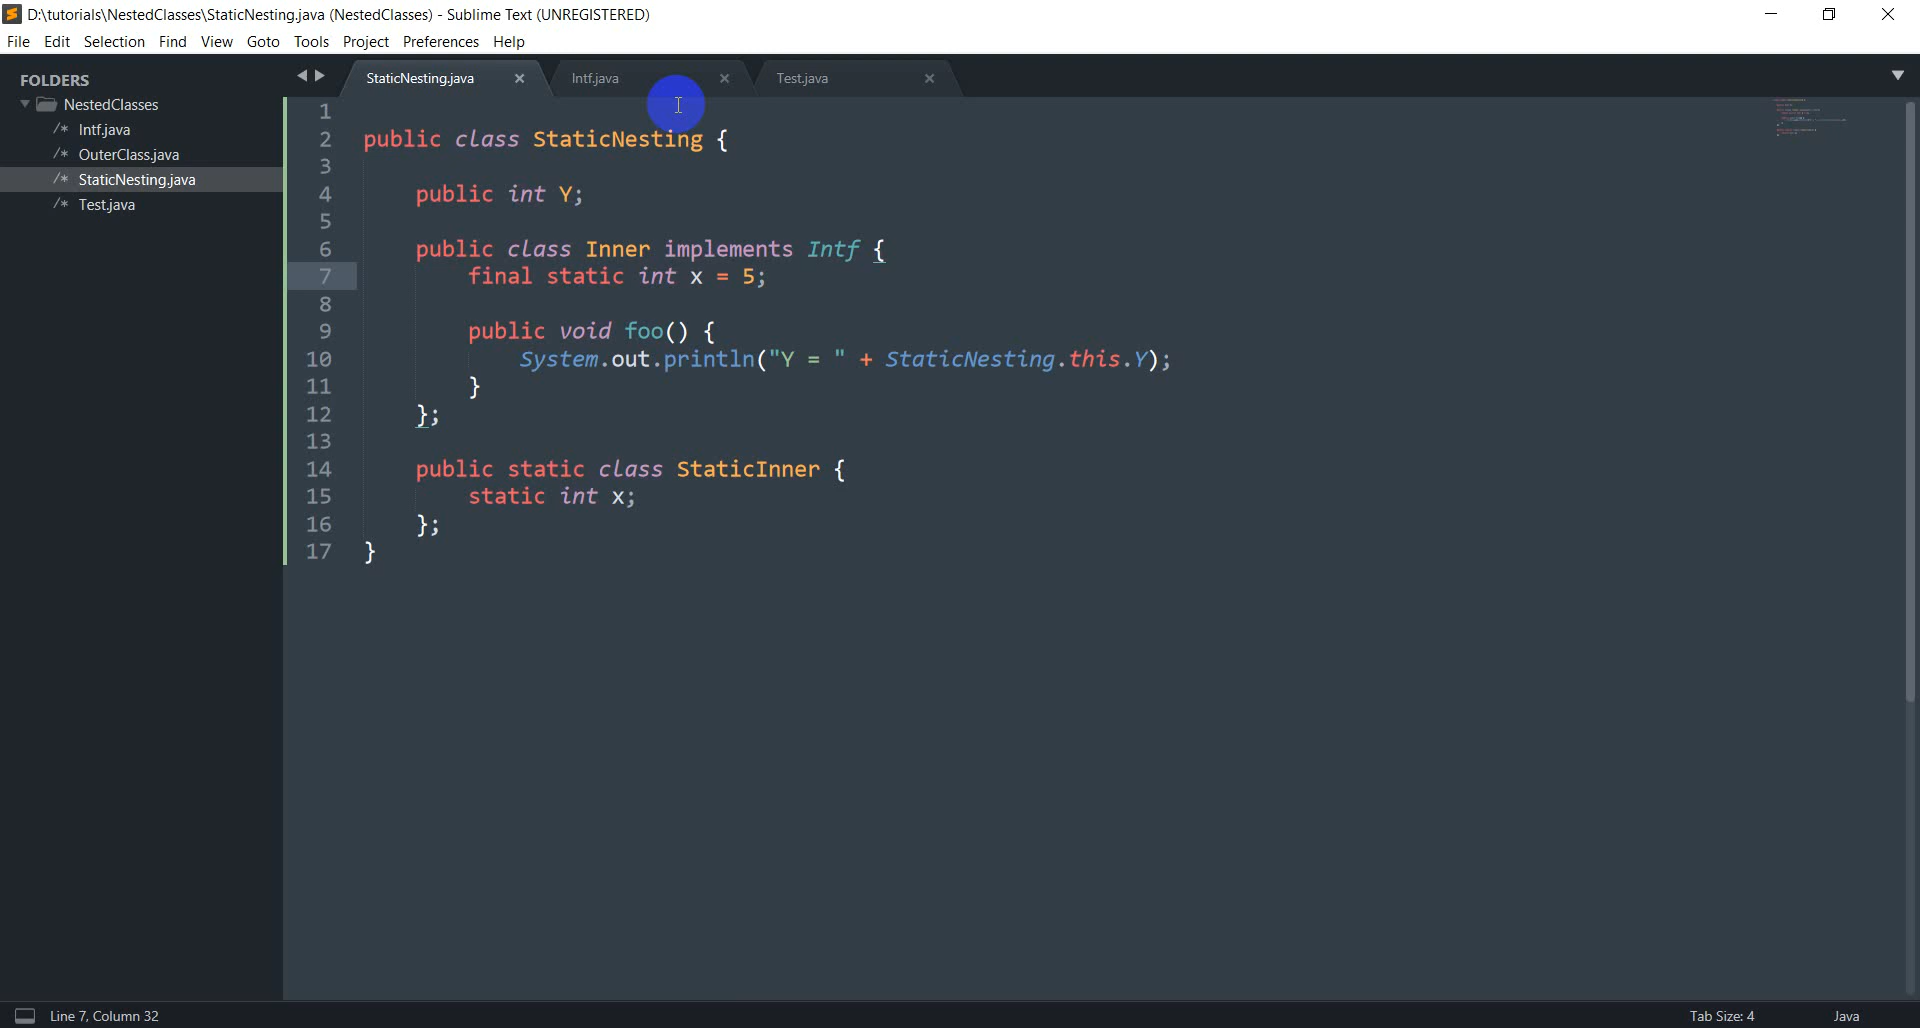 D:\tutorials\NestedClasses\StaticNesting.java (NestedClasses) - Sublime Text (UNREGISTERED)
File Edit Selection Find View Goto Tools Project Preferences Help
FOLDERS
NestedClasses
/* Intf.java
/* OuterClass.java
/* StaticNesting.java
/* Test.java
StaticNesting.java × Intf.java × Test.java ×
1
2 public class StaticNesting {
3
4     public int Y;
5
6     public class Inner implements Intf {
7         final static int x = 5;
8
9         public void foo() {
10             System.out.println("Y = " + StaticNesting.this.Y);
11         }
12     };
13
14     public static class StaticInner {
15         static int x;
16     };
17 }
Line 7, Column 32
Tab Size: 4
Java